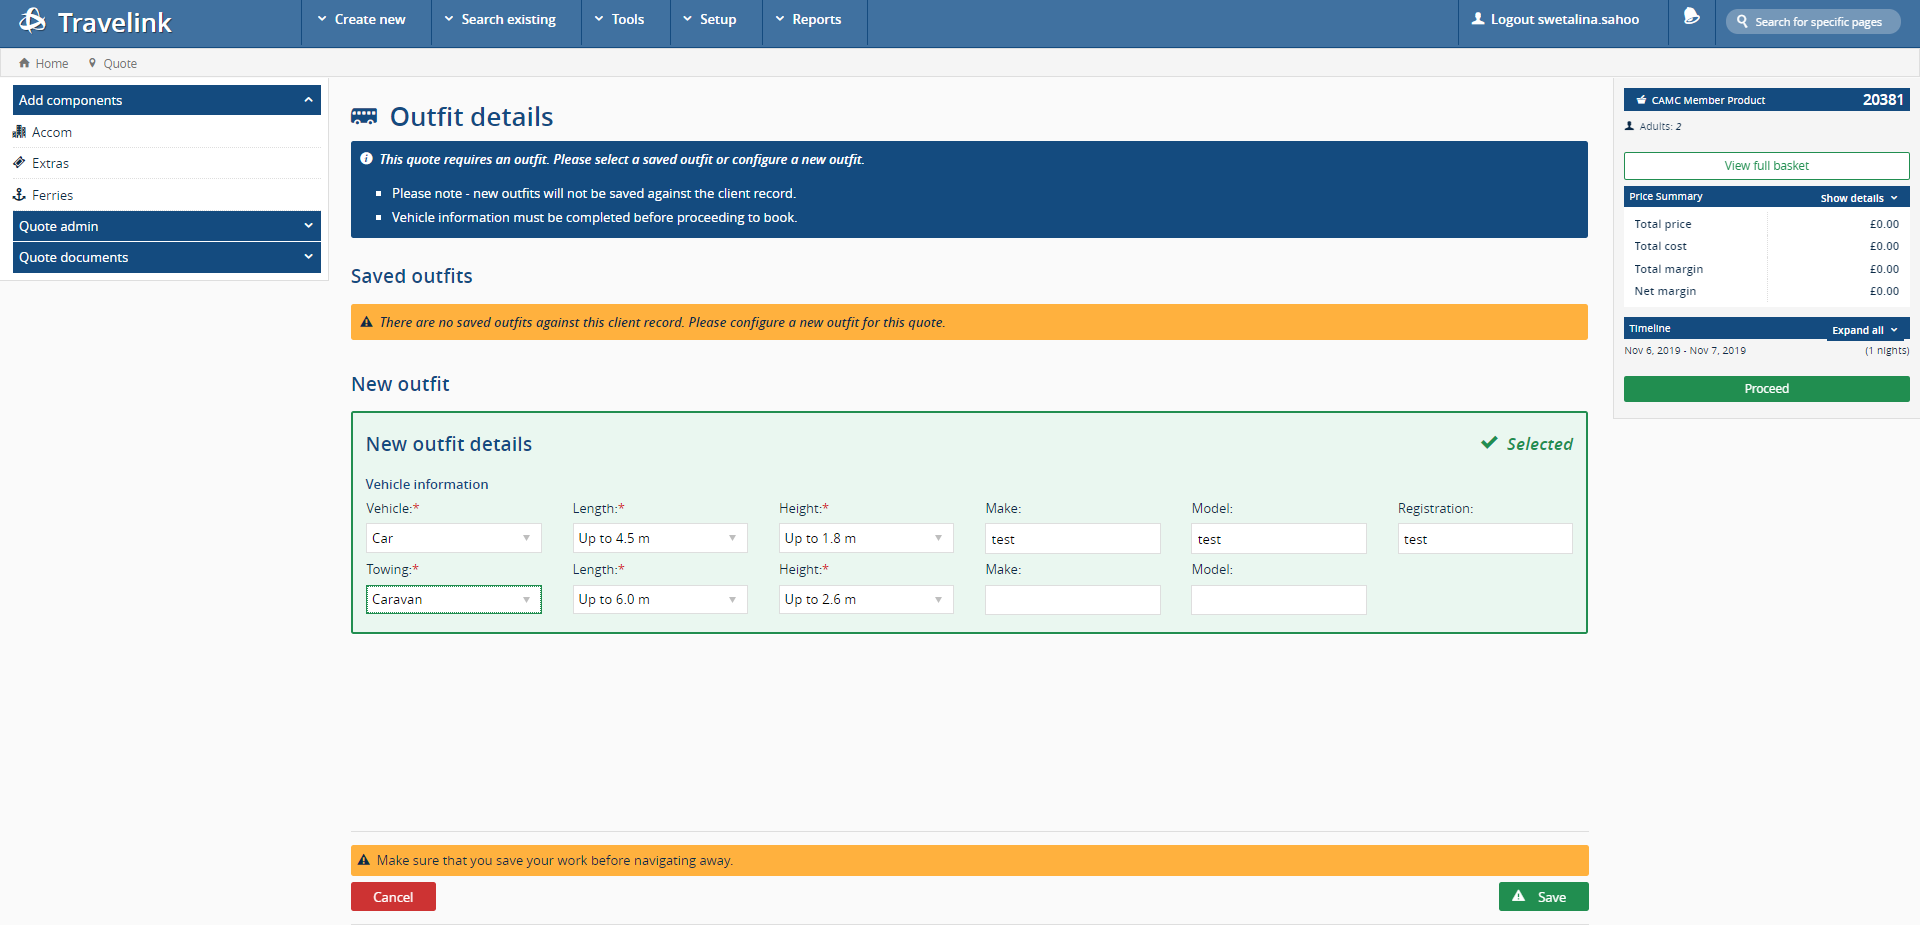 Travelink
Create new
Search existing
Tools
Setup
Reports
Logout swetalina.sahoo
Search for specific pages
Home
Quote
Add components
Accom
Extras
Ferries
Quote admin
Quote documents
Outfit details
This quote requires an outfit. Please select a saved outfit or configure a new outfit.
Please note - new outfits will not be saved against the client record.
Vehicle information must be completed before proceeding to book.
Saved outfits
There are no saved outfits against this client record. Please configure a new outfit for this quote.
New outfit
New outfit details
Selected
Vehicle information
Vehicle:* Length:* Height:* Make: Model: Registration:
Car Up to 4.5 m Up to 1.8 m test test test
Towing:* Length:* Height:* Make: Model:
Caravan Up to 6.0 m Up to 2.6 m
Make sure that you save your work before navigating away.
Cancel
Save
CAMC Member Product 20381
Adults: 2
View full basket
Price Summary Show details
Total price £0.00
Total cost £0.00
Total margin £0.00
Net margin £0.00
Timeline Expand all
Nov 6, 2019 - Nov 7, 2019 (1 nights)
Proceed